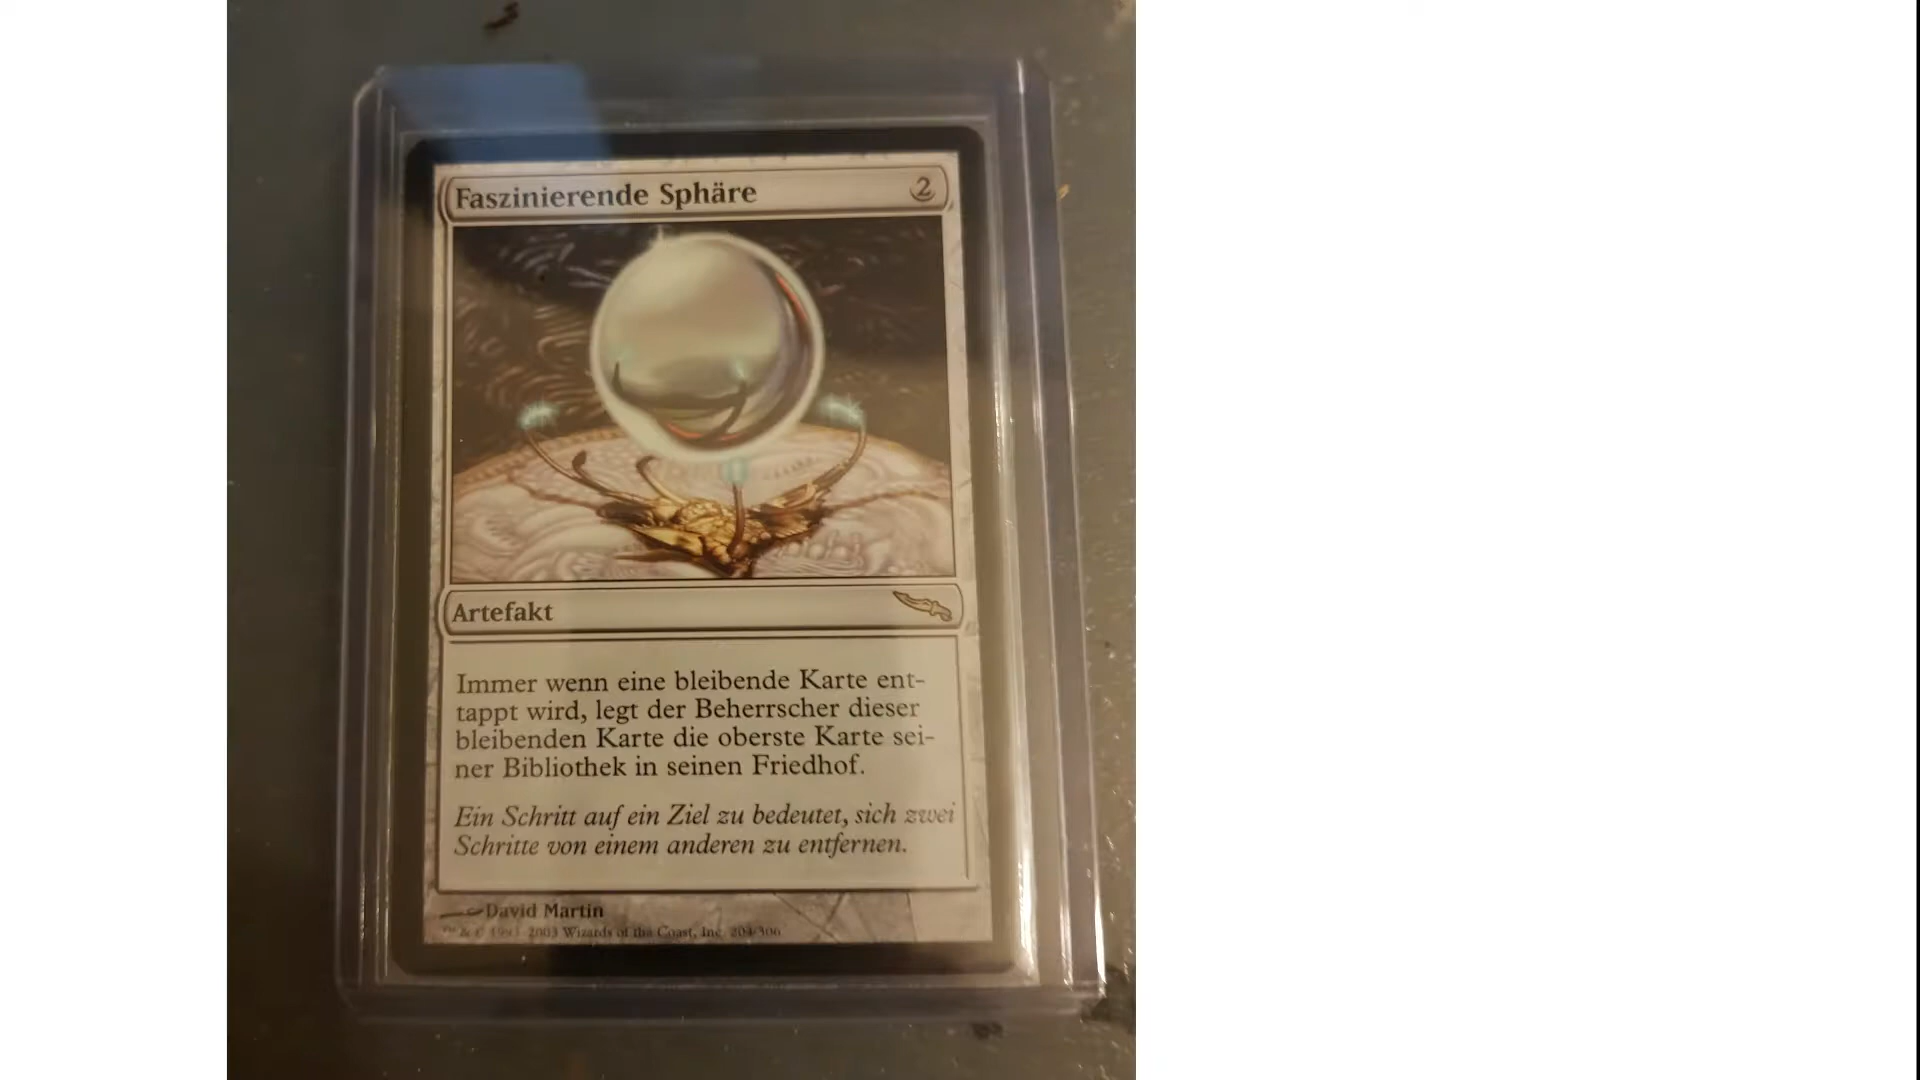 Faszinierende Sphäre 2
Artefakt
Immer wenn eine bleibende Karte ent-
tappt wird, legt der Beherrscher dieser
bleibenden Karte die oberste Karte sei-
ner Bibliothek in seinen Friedhof.
Ein Schritt auf ein Ziel zu bedeutet, sich zwei
Schritte von einem anderen zu entfernen.
David Martin
™ & © 1993-2003 Wizards of the Coast, Inc. 204/306